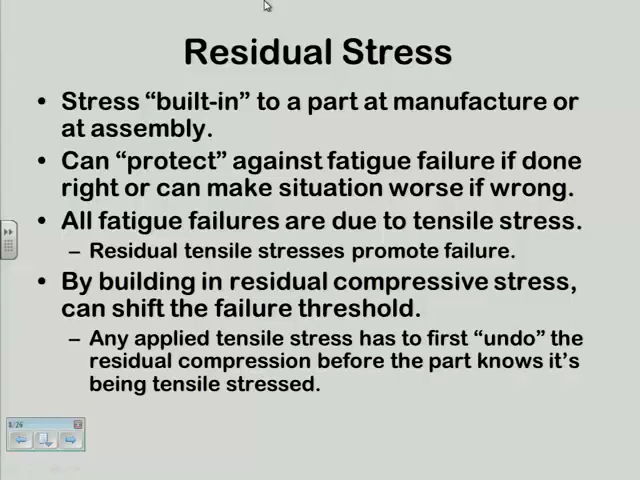 Residual Stress
• Stress “built-in” to a part at manufacture or
at assembly.
• Can “protect” against fatigue failure if done
right or can make situation worse if wrong.
• All fatigue failures are due to tensile stress.
– Residual tensile stresses promote failure.
• By building in residual compressive stress,
can shift the failure threshold.
– Any applied tensile stress has to first “undo” the
residual compression before the part knows it’s
being tensile stressed.
8/26